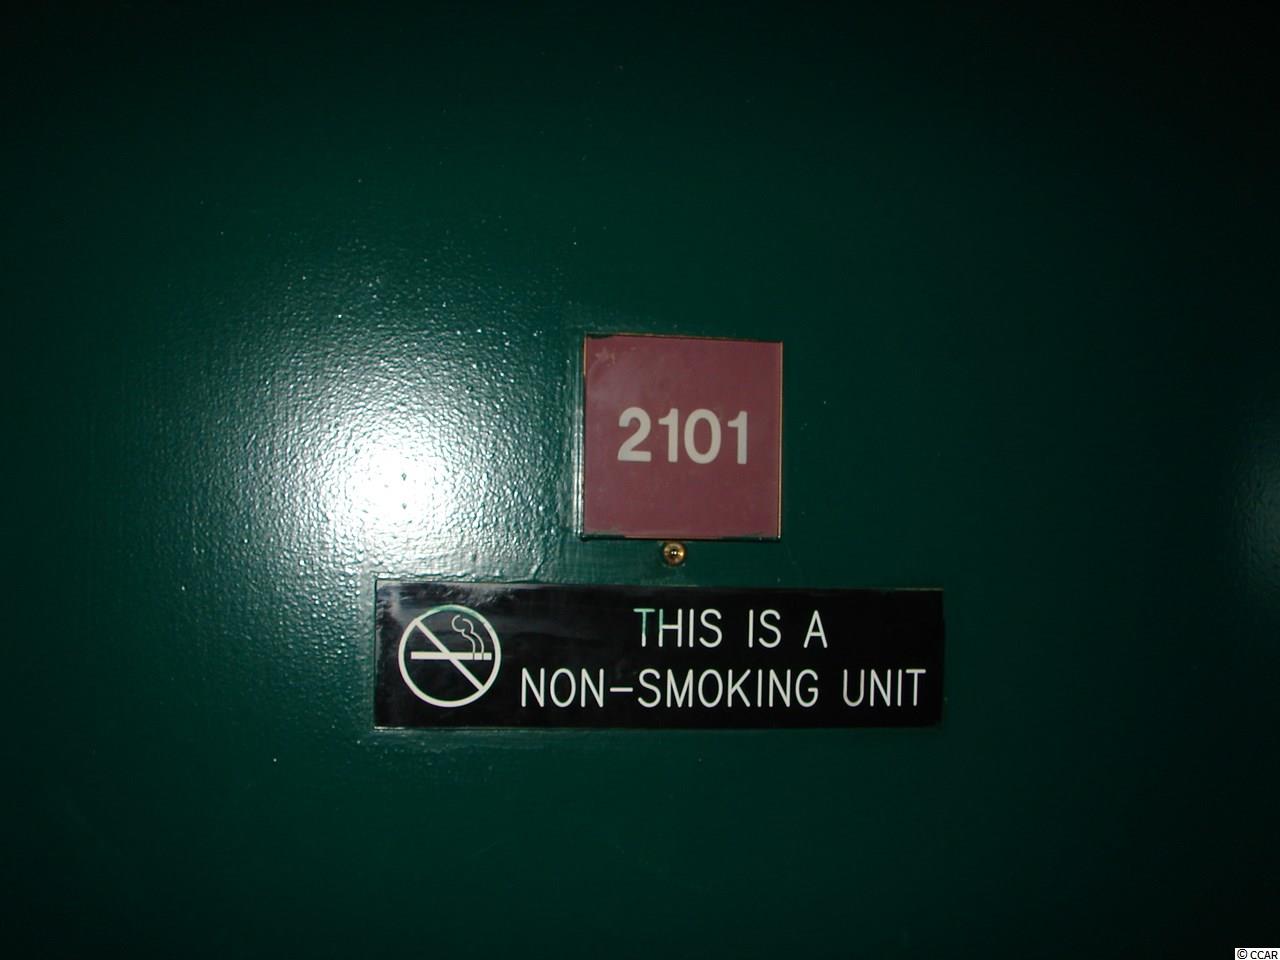 2101
THIS IS A
NON-SMOKING UNIT
© CCAR